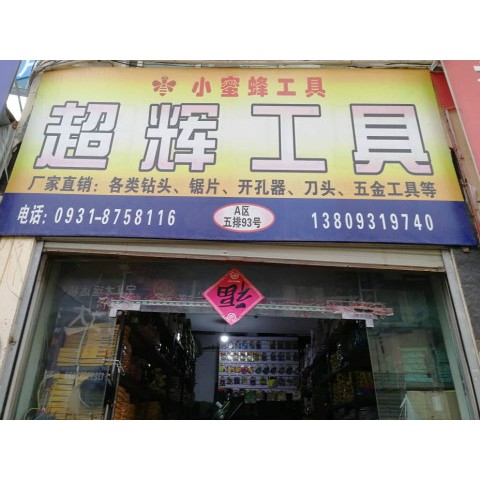 小蜜蜂工具
超辉工具
厂家直销：各类钻头、锯片、开孔器、刀头、五金工具等
电话：0931-8758116
A区
五排93号
13809319740
福